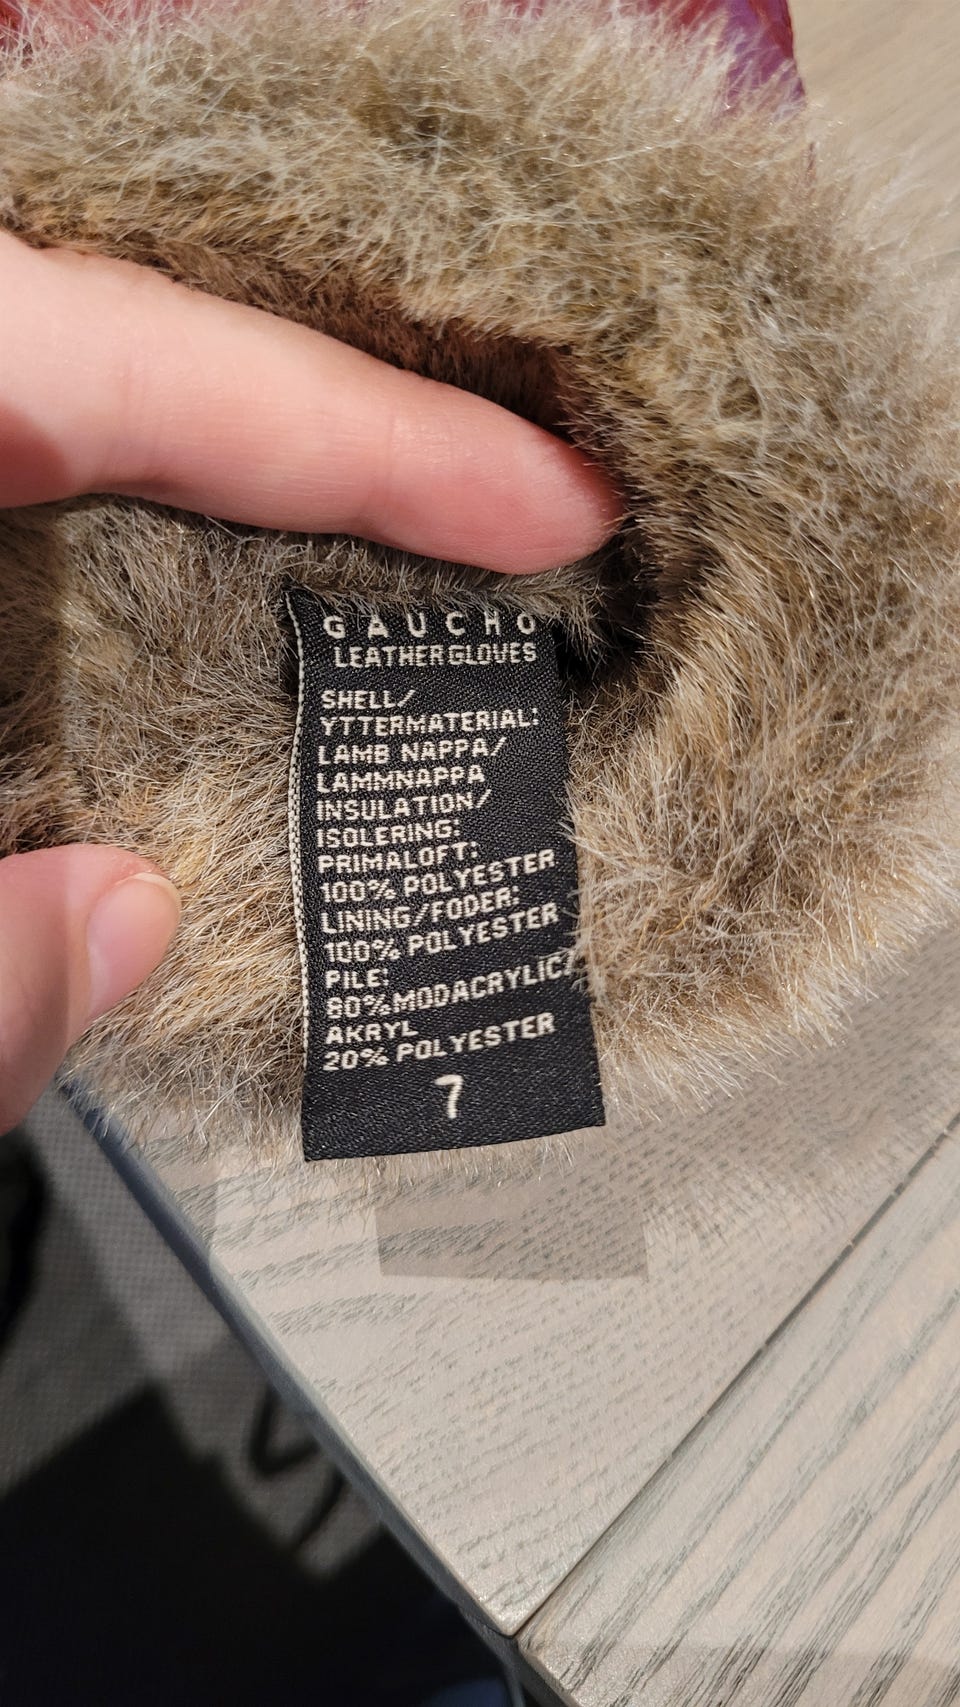 GAUCHO
LEATHER GLOVES
SHELL/
YTTERMATERIAL:
LAMB NAPPA/
LAMMNAPPA
INSULATION/
ISOLERING:
PRIMALOFT:
100% POLYESTER
LINING/FODER:
100% POLYESTER
PILE:
80%MODACRYLIC/
AKRYL
20% POLYESTER
7